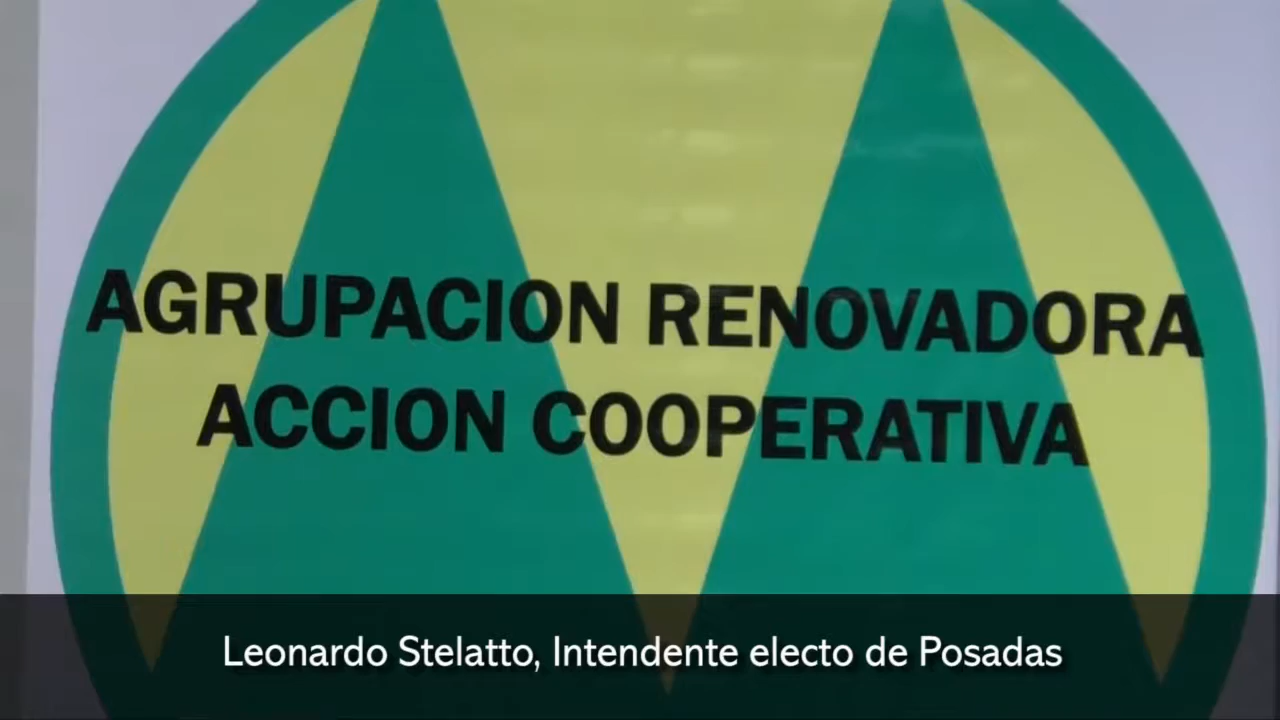 AGRUPACION RENOVADORA
ACCION COOPERATIVA
Leonardo Stelatto, Intendente electo de Posadas